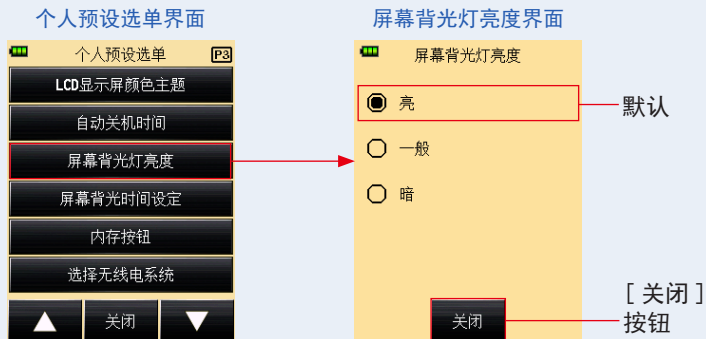 个人预设选单界面
个人预设选单 P3
LCD显示屏颜色主题
自动关机时间
屏幕背光灯亮度
屏幕背光时间设定
内存按钮
选择无线电系统
关闭
屏幕背光灯亮度界面
屏幕背光灯亮度
亮
一般
暗
关闭
默认
[ 关闭 ]
按钮